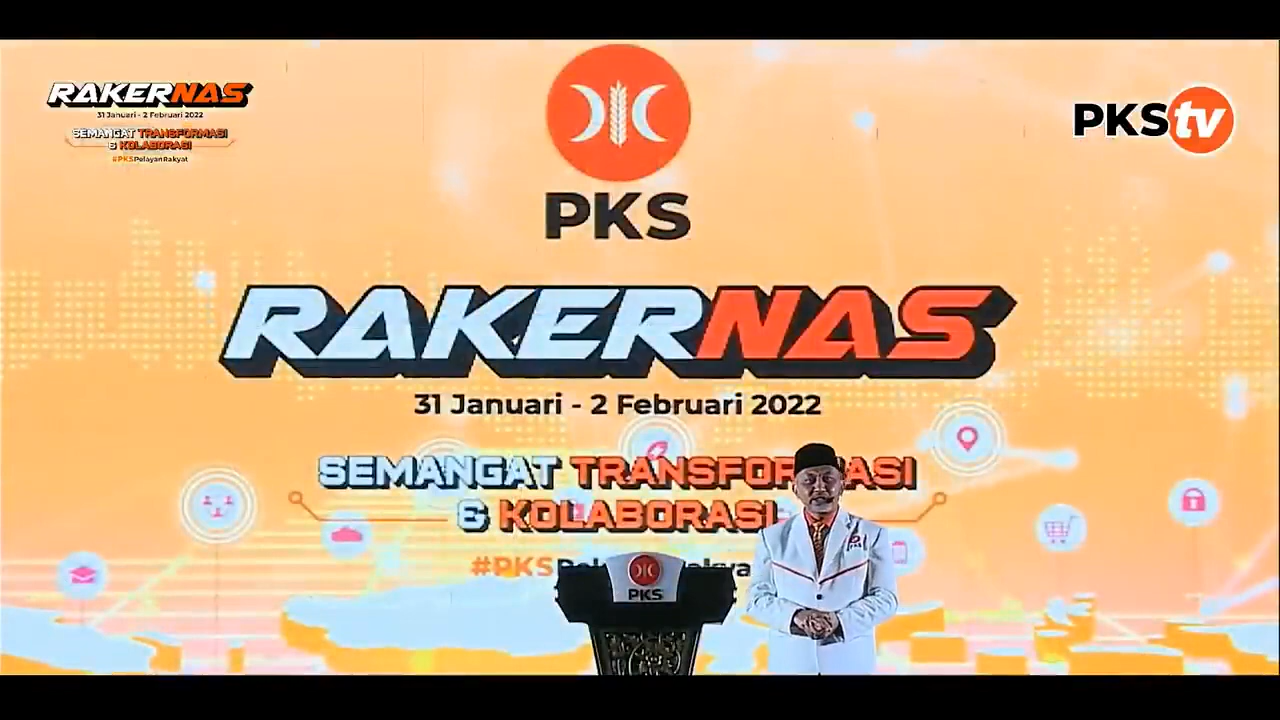 RAKERNAS
31 Januari - 2 Februari 2022
SEMANGAT TRANSFORMASI
& KOLABORASI
#PKSPelayanRakyat
PKStv
PKS
RAKERNAS
31 Januari - 2 Februari 2022
SEMANGAT
& KOLABORASI
#PKS
PKS